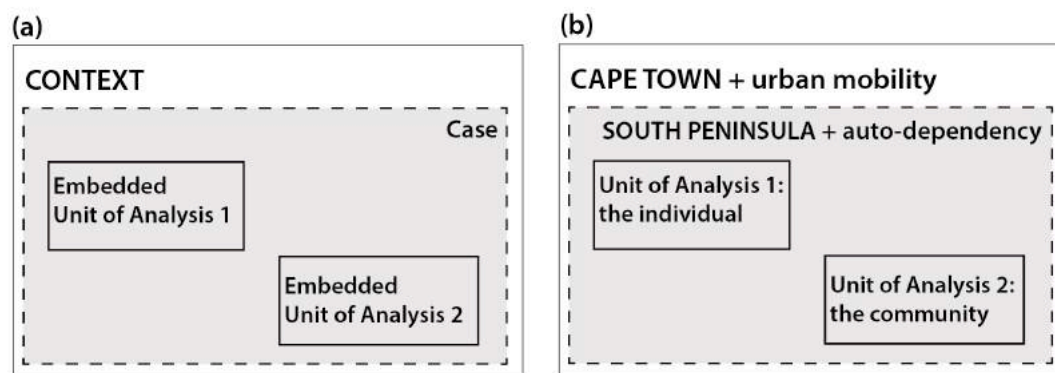 (a)
CONTEXT
Case
Embedded
Unit of Analysis 1
Embedded
Unit of Analysis 2
(b)
CAPE TOWN + urban mobility
SOUTH PENINSULA + auto-dependency
Unit of Analysis 1:
the individual
Unit of Analysis 2:
the community